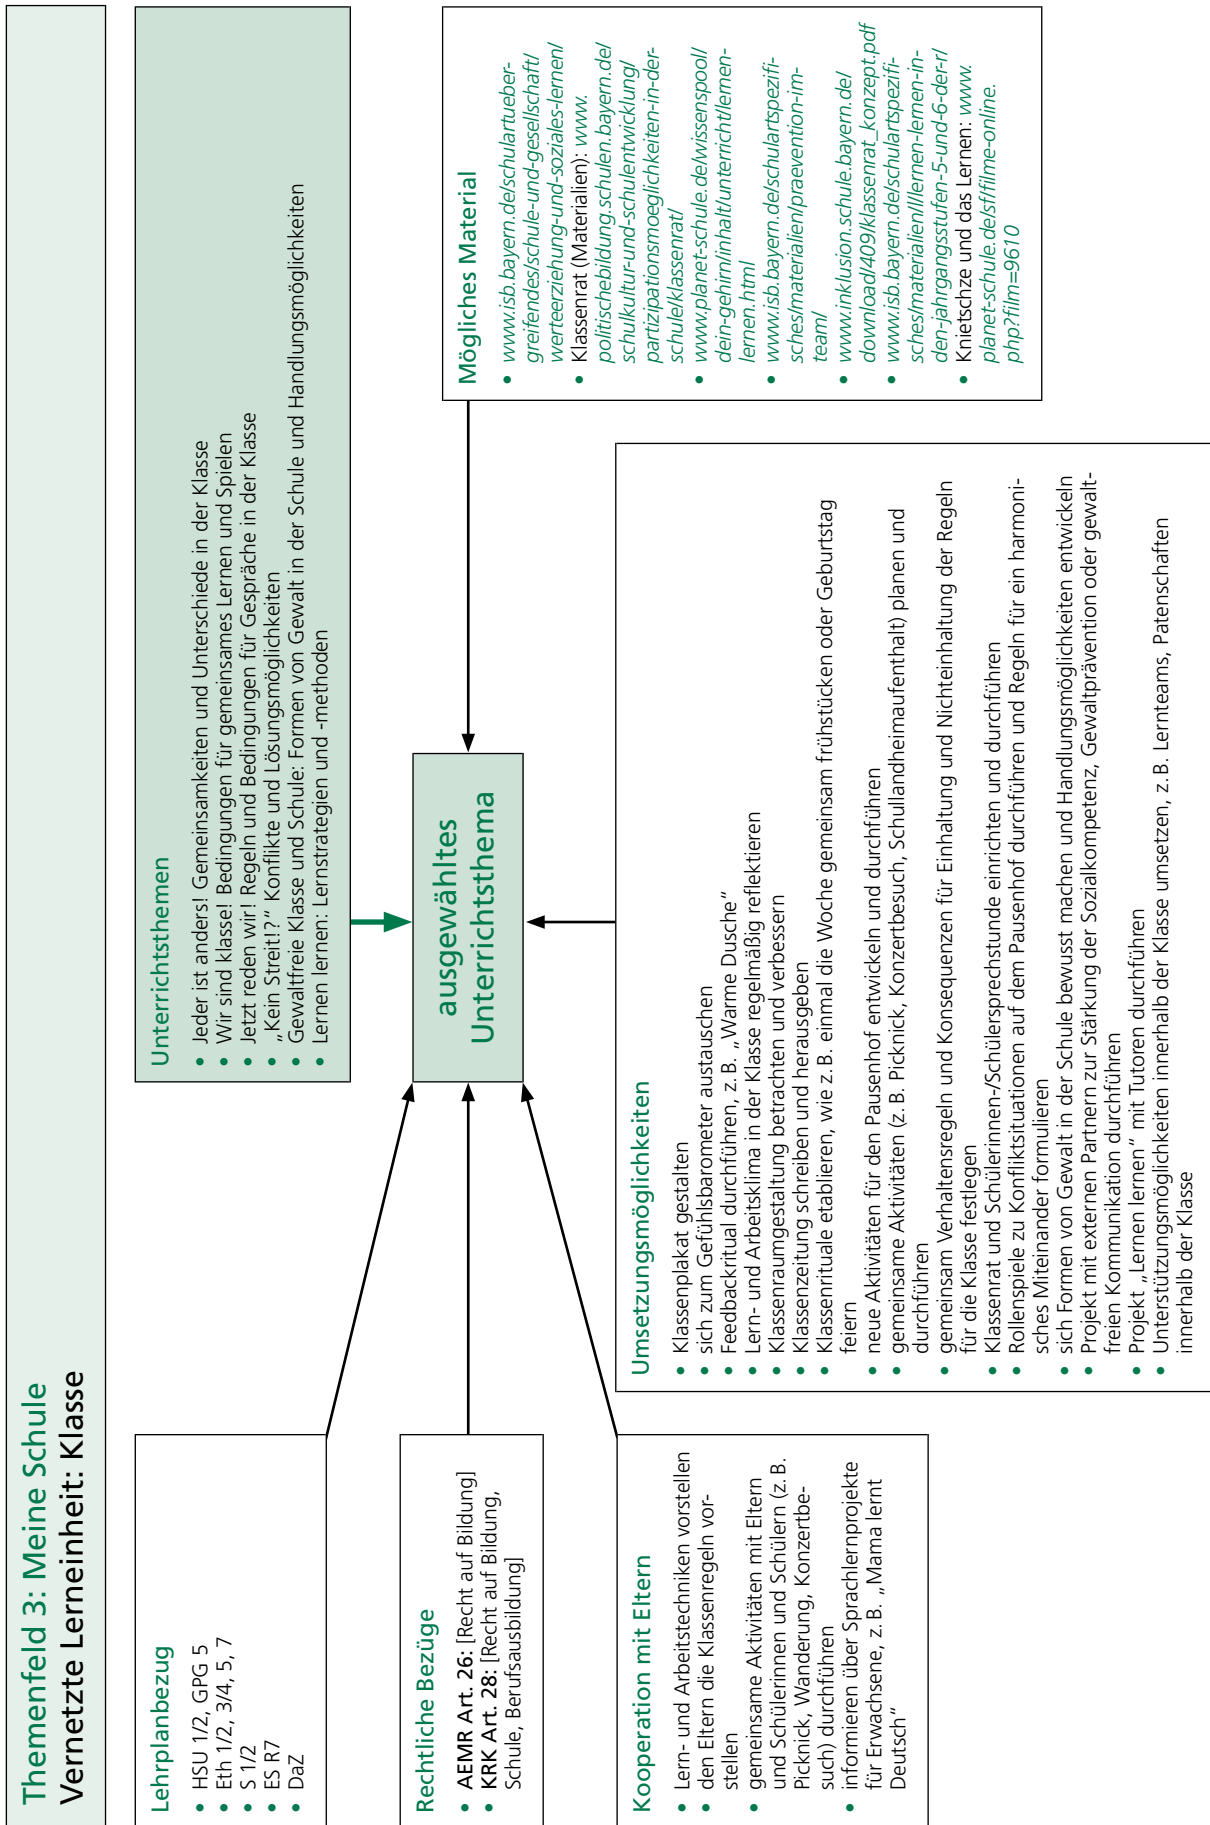 Themenfeld 3: Meine Schule
Vernetzte Lerneinheit: Klasse
Lehrplanbezug
• HSU 1/2, GPG 5
• Eth 1/2, 3/4, 5, 7
• S 1/2
• ES R7
• DaZ
Rechtliche Bezüge
• AEMR Art. 26: [Recht auf Bildung]
• KRK Art. 28: [Recht auf Bildung,
Schule, Berufsausbildung]
Kooperation mit Eltern
• Lern- und Arbeitstechniken vorstellen
• den Eltern die Klassenregeln vor-
stellen
• gemeinsame Aktivitäten mit Eltern
und Schülerinnen und Schülern (z. B.
Picknick, Wanderung, Konzertbe-
such) durchführen
• informieren über Sprachlernprojekte
für Erwachsene, z. B. „Mama lernt
Deutsch“
Unterrichtsthemen
• Jeder ist anders! Gemeinsamkeiten und Unterschiede in der Klasse
• Wir sind klasse! Bedingungen für gemeinsames Lernen und Spielen
• Jetzt reden wir! Regeln und Bedingungen für Gespräche in der Klasse
• „Kein Streit!?“ Konflikte und Lösungsmöglichkeiten
• Gewaltfreie Klasse und Schule: Formen von Gewalt in der Schule und Handlungsmöglichkeiten
• Lernen lernen: Lernstrategien und -methoden
ausgewähltes
Unterrichtsthema
Umsetzungsmöglichkeiten
• Klassenplakat gestalten
• sich zum Gefühlsbarometer austauschen
• Feedbackritual durchführen, z. B. „Warme Dusche“
• Lern- und Arbeitsklima in der Klasse regelmäßig reflektieren
• Klassenraumgestaltung betrachten und verbessern
• Klassenzeitung schreiben und herausgeben
• Klassenrituale etablieren, wie z. B. einmal die Woche gemeinsam frühstücken oder Geburtstag
feiern
• neue Aktivitäten für den Pausenhof entwickeln und durchführen
• gemeinsame Aktivitäten (z. B. Picknick, Konzertbesuch, Schullandheimaufenthalt) planen und
durchführen
• gemeinsam Verhaltensregeln und Konsequenzen für Einhaltung und Nichteinhaltung der Regeln
für die Klasse festlegen
• Klassenrat und Schülerinnen-/Schülersprechstunde einrichten und durchführen
• Rollenspiele zu Konfliktsituationen auf dem Pausenhof durchführen und Regeln für ein harmoni-
sches Miteinander formulieren
• sich Formen von Gewalt in der Schule bewusst machen und Handlungsmöglichkeiten entwickeln
• Projekt mit externen Partnern zur Stärkung der Sozialkompetenz, Gewaltprävention oder gewalt-
freien Kommunikation durchführen
• Projekt „Lernen lernen“ mit Tutoren durchführen
• Unterstützungsmöglichkeiten innerhalb der Klasse umsetzen, z. B. Lernteams, Patenschaften
innerhalb der Klasse
Mögliches Material
• www.isb.bayern.de/schulartueber-
greifendes/schule-und-gesellschaft/
werteerziehung-und-soziales-lernen/
• Klassenrat (Materialien): www.
politischebildung.schulen.bayern.de/
schulkultur-und-schulentwicklung/
partizipationsmoeglichkeiten-in-der-
schule/klassenrat/
• www.planet-schule.de/wissenspool/
dein-gehirn/inhalt/unterricht/lernen-
lernen.html
• www.isb.bayern.de/schulartspezifi-
sches/materialien/praevention-im-
team/
• www.inklusion.schule.bayern.de/
download/409/klassenrat_konzept.pdf
• www.isb.bayern.de/schulartspezifi-
sches/materialien/l/lernen-lernen-in-
den-jahrgangsstufen-5-und-6-der-r/
• Knietschze und das Lernen: www.
planet-schule.de/sf/filme-online.
php?film=9610